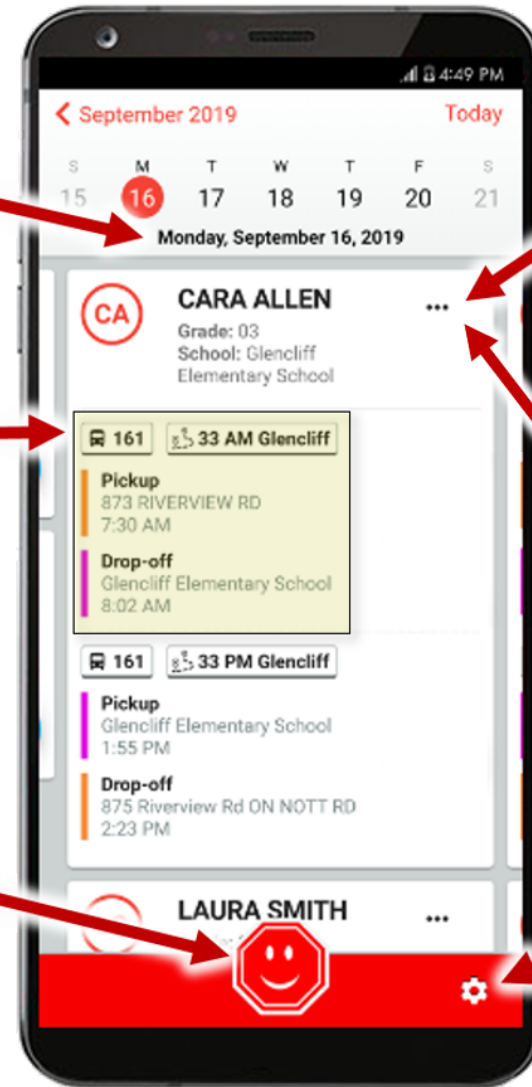 4:49 PM
September 2019 Today
S M T W T F S
15 16 17 18 19 20 21
Monday, September 16, 2019
CA CARA ALLEN
Grade: 03
School: Glencliff
Elementary School
161 33 AM Glencliff
Pickup
873 RIVERVIEW RD
7:30 AM
Drop-off
Glencliff Elementary School
8:02 AM
161 33 PM Glencliff
Pickup
Glencliff Elementary School
1:55 PM
Drop-off
875 Riverview Rd ON NOTT RD
2:23 PM
LAURA SMITH